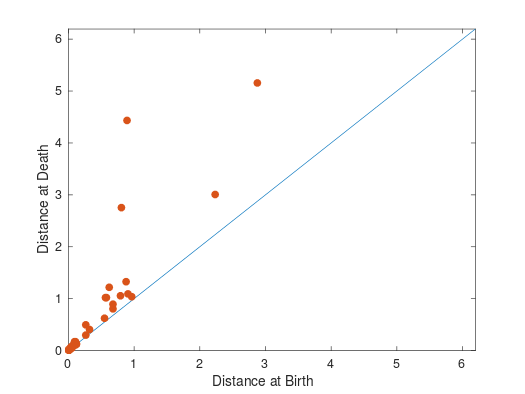 6
5
4
3
2
1
0
Distance at Death
0 1 2 3 4 5 6
Distance at Birth